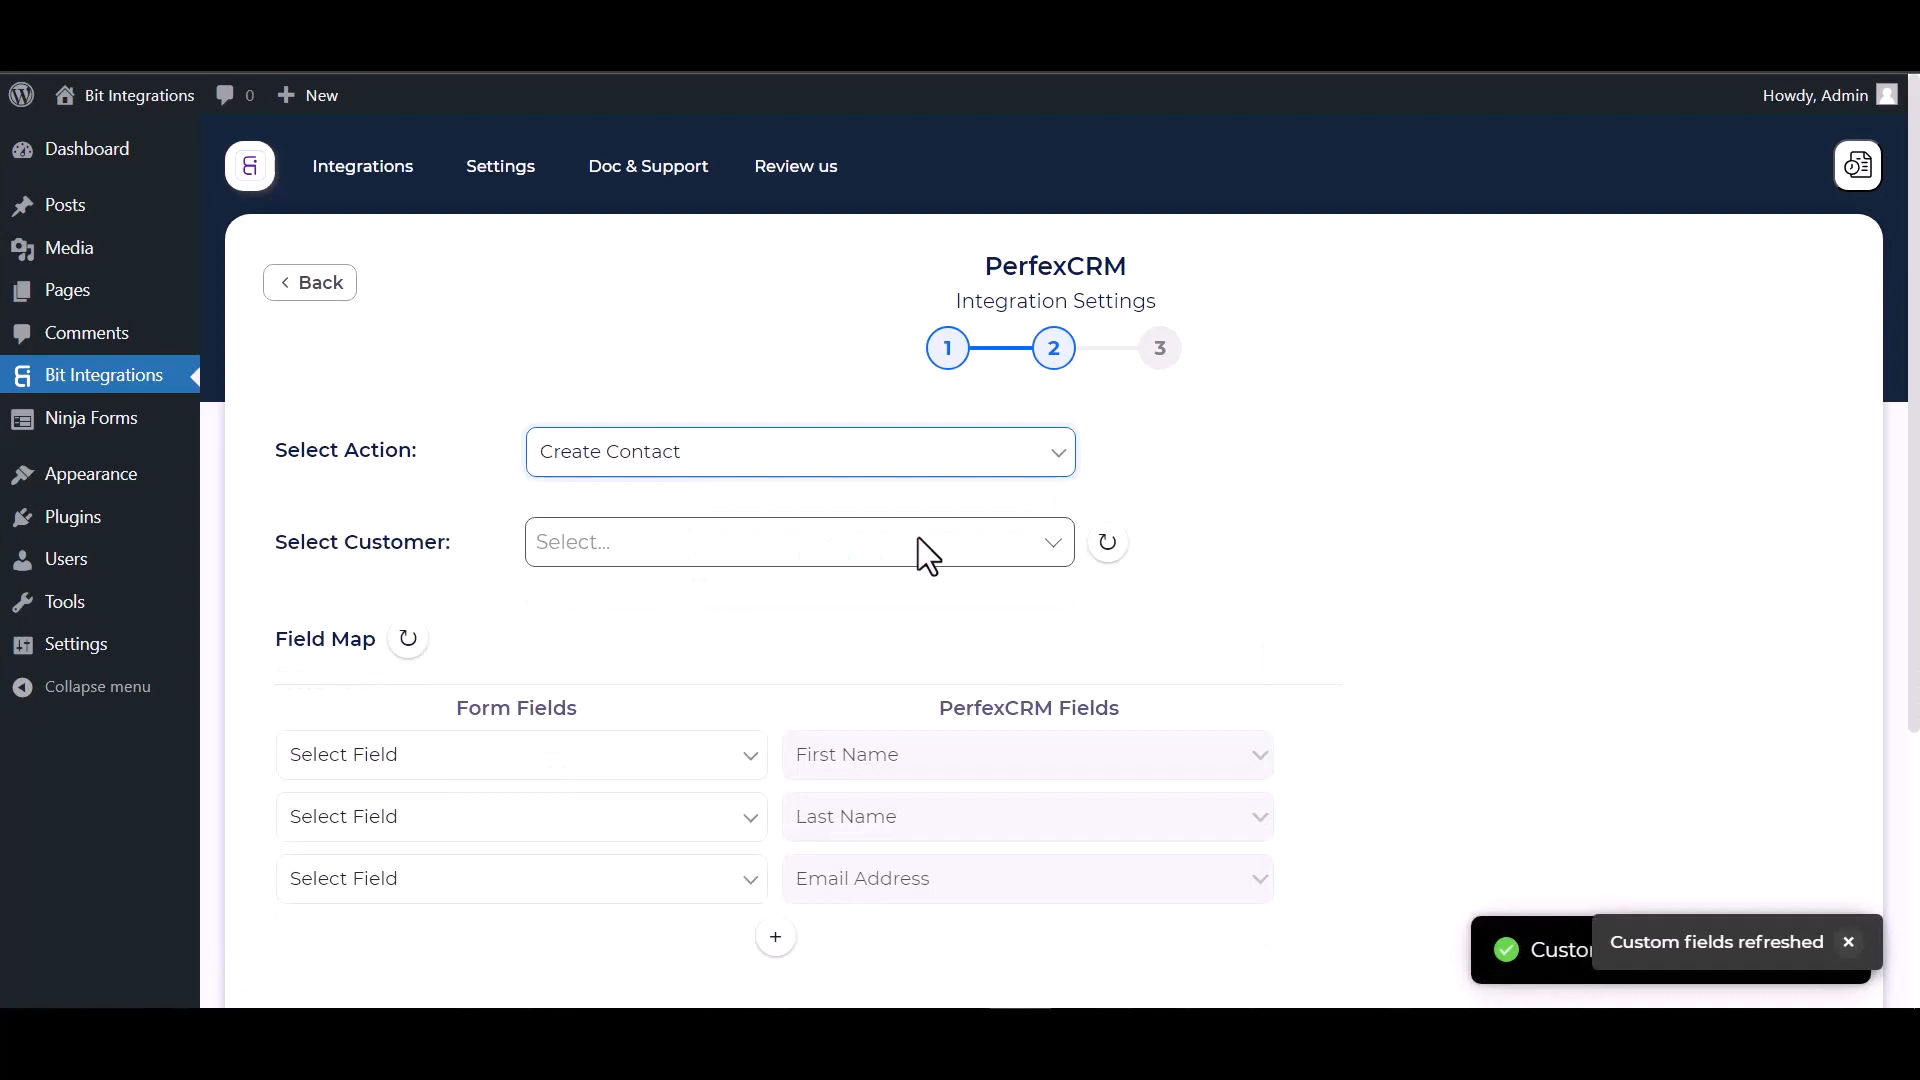 Bit Integrations
0
New
Howdy, Admin
Dashboard
Posts
Media
Pages
Comments
Bit Integrations
Ninja Forms
Appearance
Plugins
Users
Tools
Settings
Collapse menu
Integrations
Settings
Doc & Support
Review us
Back
PerfexCRM
Integration Settings
1
2
3
Select Action:
Create Contact
Select Customer:
Select...
Field Map
Form Fields
PerfexCRM Fields
Select Field
First Name
Select Field
Last Name
Select Field
Email Address
+
Custom fields refreshed